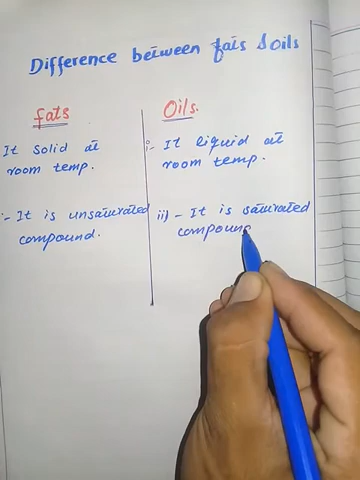 Difference between fats & oils
fats
It solid at
room temp.
:- It is unsaturated
compound.
Oils.
i:- It liquid at
room temp.
ii) - It is saturated
compoun